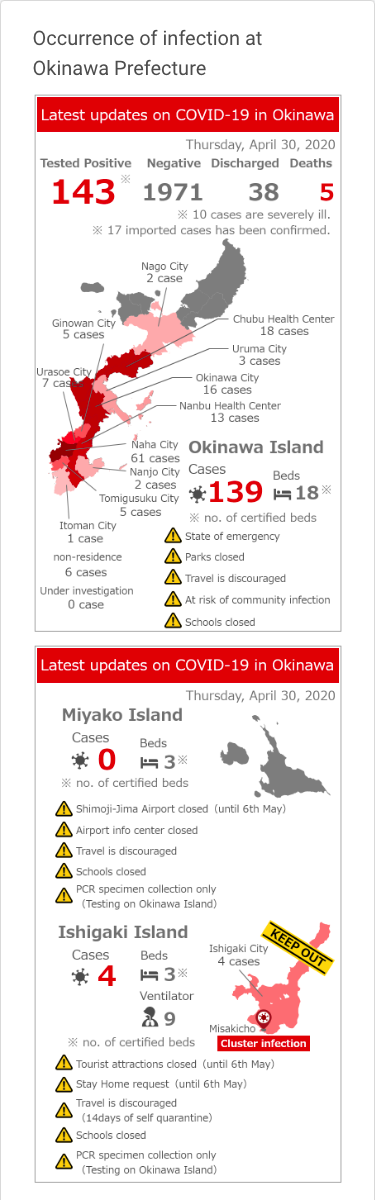 Occurrence of infection at
Okinawa Prefecture
Latest updates on COVID-19 in Okinawa
Thursday, April 30, 2020
Tested Positive Negative Discharged Deaths
143※ 1971 38 5
※ 10 cases are severely ill.
※ 17 imported cases has been confirmed.
Nago City
2 case
Ginowan City
5 cases
Chubu Health Center
18 cases
Uruma City
3 cases
Urasoe City
7 cases
Okinawa City
16 cases
Nanbu Health Center
13 cases
Naha City
61 cases
Nanjo City
2 cases
Tomigusuku City
5 cases
Itoman City
1 case
non-residence
6 cases
Under investigation
0 case
Okinawa Island
Cases
139
Beds
18※
※ no. of certified beds
State of emergency
Parks closed
Travel is discouraged
At risk of community infection
Schools closed
Latest updates on COVID-19 in Okinawa
Thursday, April 30, 2020
Miyako Island
Cases
0
Beds
3※
※ no. of certified beds
Shimoji-Jima Airport closed (until 6th May)
Airport info center closed
Travel is discouraged
Schools closed
PCR specimen collection only
(Testing on Okinawa Island)
Ishigaki Island
Cases
4
Beds
3※
Ventilator
9
※ no. of certified beds
KEEP OUT
Ishigaki City
4 cases
Misakicho
Cluster infection
Tourist attractions closed (until 6th May)
Stay Home request (until 6th May)
Travel is discouraged
(14days of self quarantine)
Schools closed
PCR specimen collection only
(Testing on Okinawa Island)